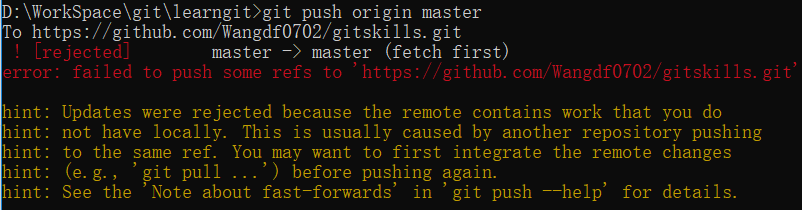 D:\WorkSpace\git\learngit>git push origin master
To https://github.com/Wangdf0702/gitskills.git
 ! [rejected]        master -> master (fetch first)
error: failed to push some refs to 'https://github.com/Wangdf0702/gitskills.git'
hint: Updates were rejected because the remote contains work that you do
hint: not have locally. This is usually caused by another repository pushing
hint: to the same ref. You may want to first integrate the remote changes
hint: (e.g., 'git pull ...') before pushing again.
hint: See the 'Note about fast-forwards' in 'git push --help' for details.